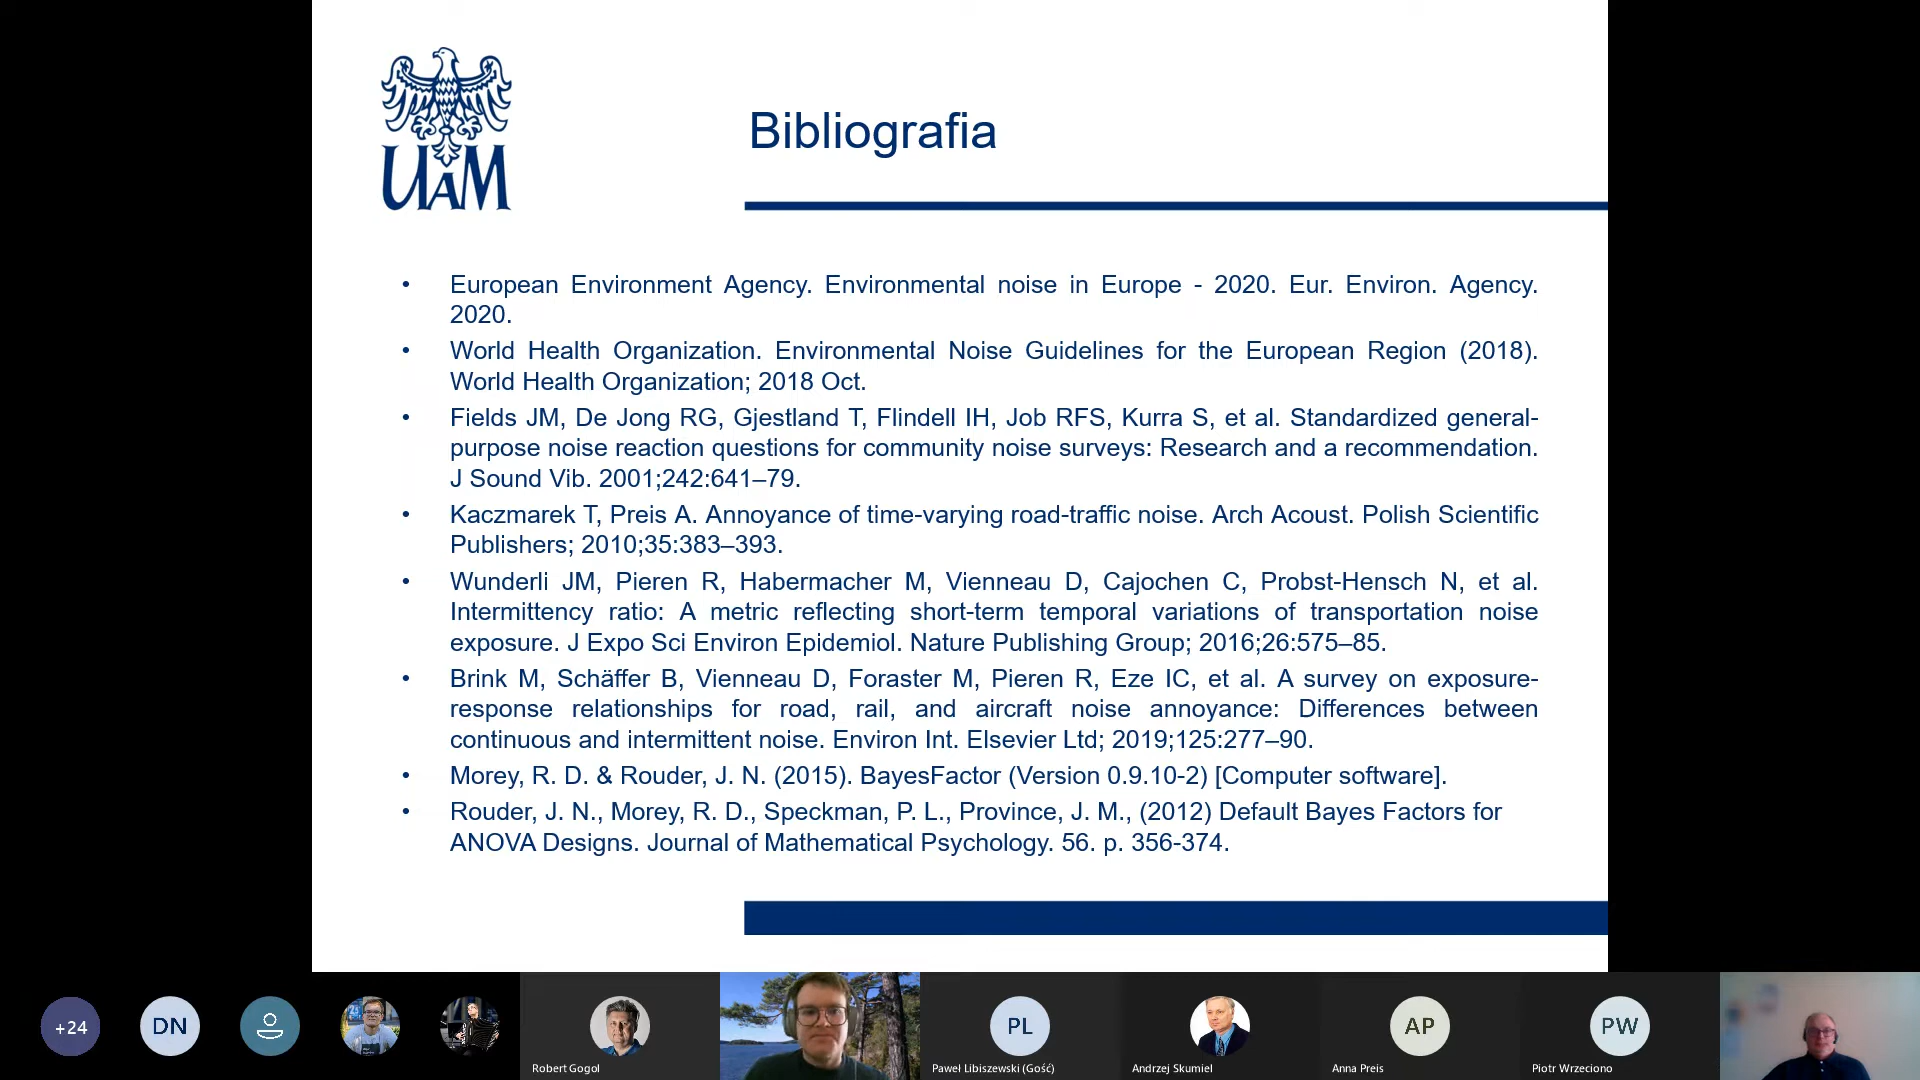 UAM
Bibliografia
• European Environment Agency. Environmental noise in Europe - 2020. Eur. Environ. Agency.
2020.
• World Health Organization. Environmental Noise Guidelines for the European Region (2018).
World Health Organization; 2018 Oct.
• Fields JM, De Jong RG, Gjestland T, Flindell IH, Job RFS, Kurra S, et al. Standardized general-
purpose noise reaction questions for community noise surveys: Research and a recommendation.
J Sound Vib. 2001;242:641–79.
• Kaczmarek T, Preis A. Annoyance of time-varying road-traffic noise. Arch Acoust. Polish Scientific
Publishers; 2010;35:383–393.
• Wunderli JM, Pieren R, Habermacher M, Vienneau D, Cajochen C, Probst-Hensch N, et al.
Intermittency ratio: A metric reflecting short-term temporal variations of transportation noise
exposure. J Expo Sci Environ Epidemiol. Nature Publishing Group; 2016;26:575–85.
• Brink M, Schäffer B, Vienneau D, Foraster M, Pieren R, Eze IC, et al. A survey on exposure-
response relationships for road, rail, and aircraft noise annoyance: Differences between
continuous and intermittent noise. Environ Int. Elsevier Ltd; 2019;125:277–90.
• Morey, R. D. & Rouder, J. N. (2015). BayesFactor (Version 0.9.10-2) [Computer software].
• Rouder, J. N., Morey, R. D., Speckman, P. L., Province, J. M., (2012) Default Bayes Factors for
ANOVA Designs. Journal of Mathematical Psychology. 56. p. 356-374.
+24
DN
Robert Gogol
PL
Paweł Libiszewski (Gość)
Andrzej Skumiel
AP
Anna Preis
PW
Piotr Wrzeciono